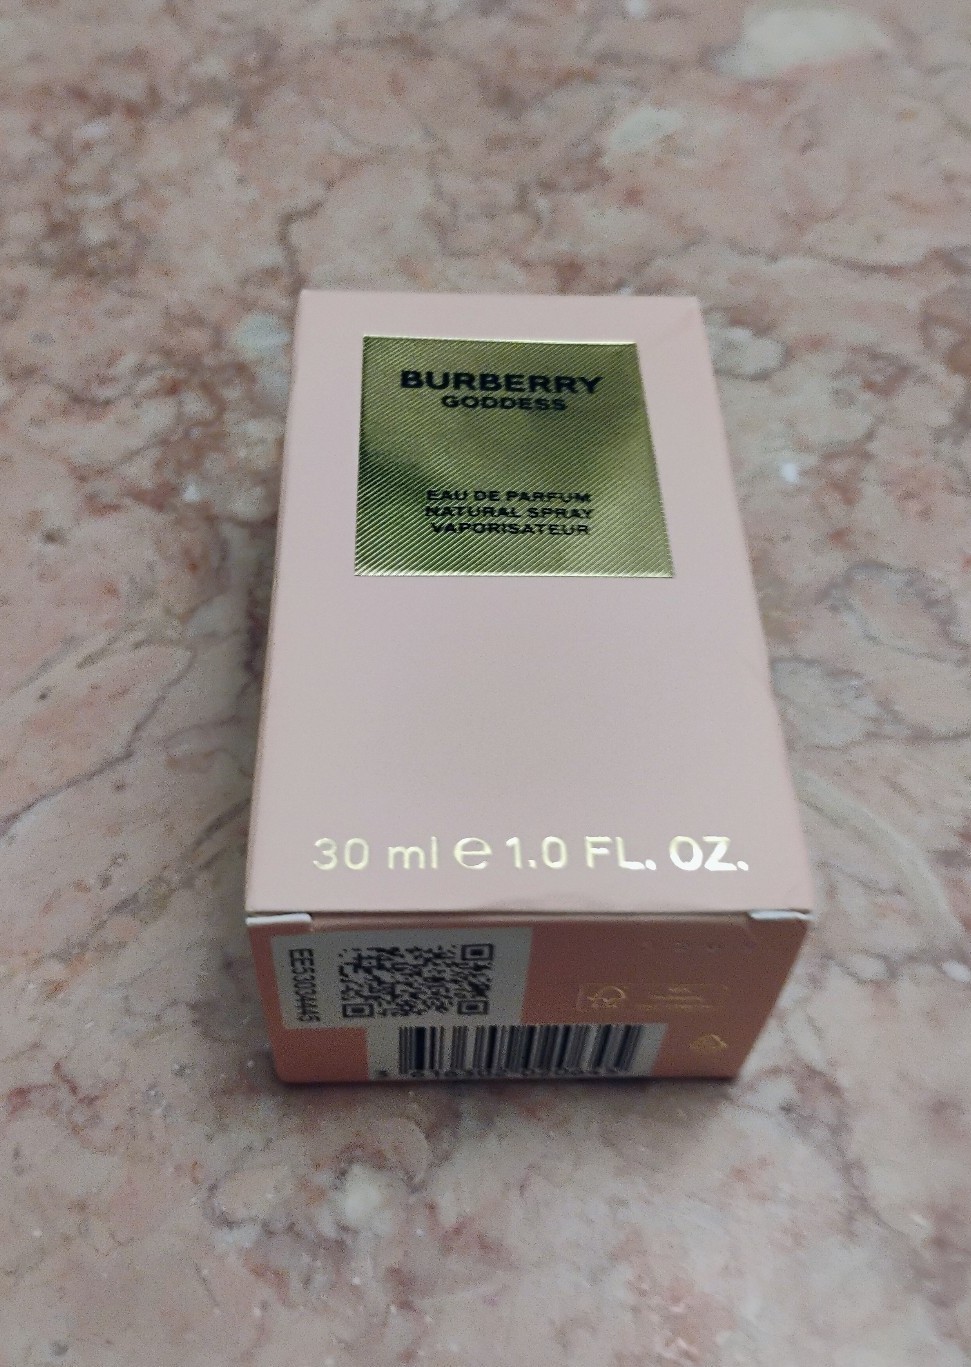 BURBERRY
GODDESS
EAU DE PARFUM
NATURAL SPRAY
VAPORISATEUR
30 ml e 1.0 FL. OZ.